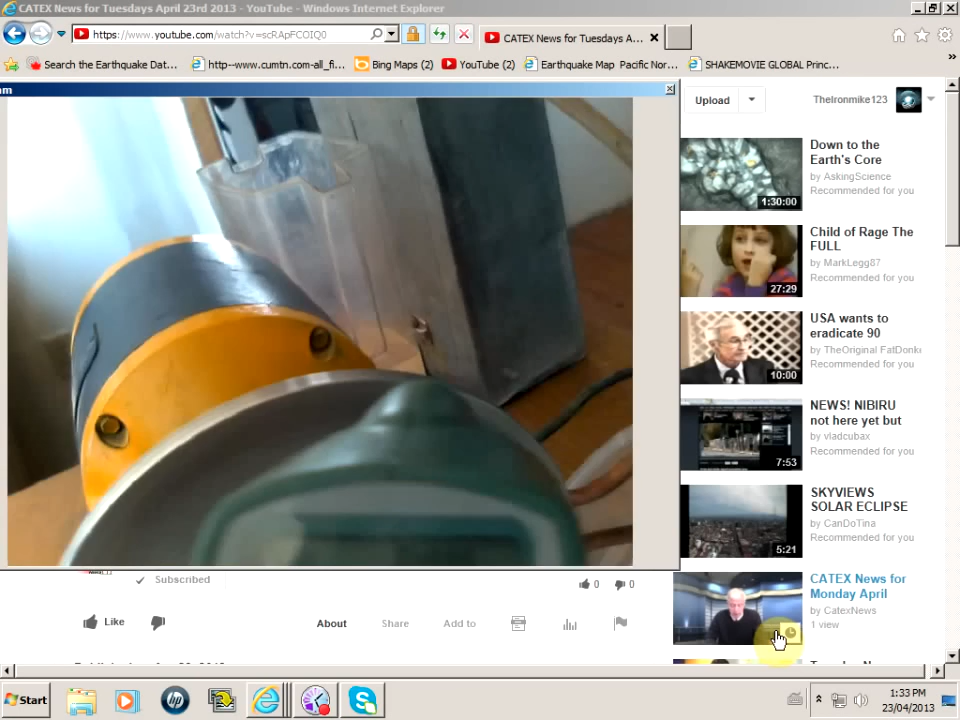 CATEX News for Tuesdays April 23rd 2013 - YouTube - Windows Internet Explorer
https://www.youtube.com/watch?v=scRApFCOIQ0
CATEX News for Tuesdays A...
Search the Earthquake Dat...
http--www.cumtn.com-all_fi...
Bing Maps (2)
YouTube (2)
Earthquake Map Pacific Nor...
SHAKEMOVIE GLOBAL Princ...
am
Upload
TheIronmike123
Down to the
Earth's Core
by AskingScience
Recommended for you
1:30:00
Child of Rage The
FULL
by MarkLegg87
Recommended for you
27:29
USA wants to
eradicate 90
by TheOriginal FatDonk
Recommended for you
10:00
NEWS! NIBIRU
not here yet but
by vladcubax
Recommended for you
7:53
SKYVIEWS
SOLAR ECLIPSE
by CanDoTina
Recommended for you
5:21
CATEX News for
Monday April
by CatexNews
1 view
Subscribed
0
0
Like
About
Share
Add to
Start
1:33 PM
23/04/2013